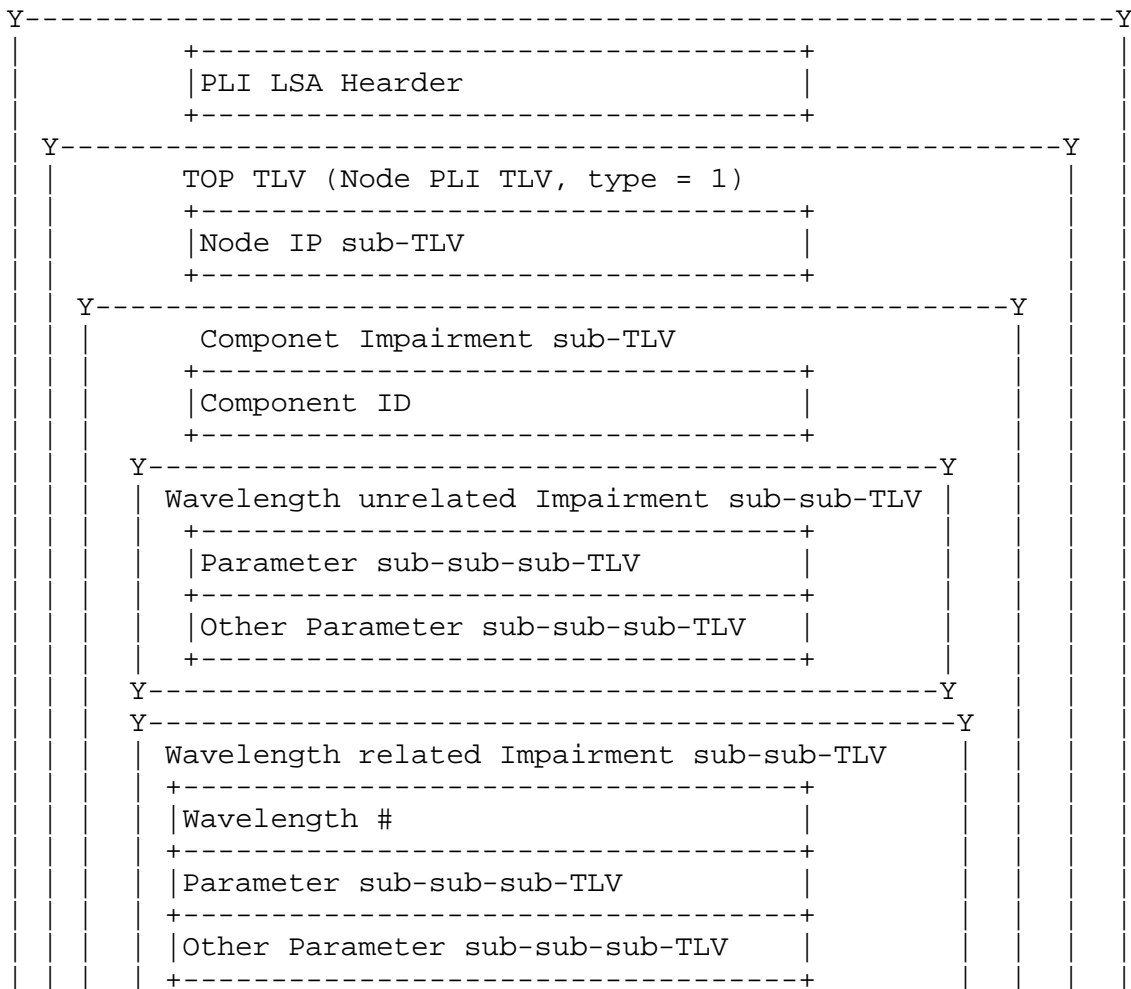 PLI LSA Hearder
TOP TLV (Node PLI TLV, type = 1)
Node IP sub-TLV
Componet Impairment sub-TLV
Component ID
Wavelength unrelated Impairment sub-sub-TLV
Parameter sub-sub-sub-TLV
Other Parameter sub-sub-sub-TLV
Wavelength related Impairment sub-sub-TLV
Wavelength #
Parameter sub-sub-sub-TLV
Other Parameter sub-sub-sub-TLV